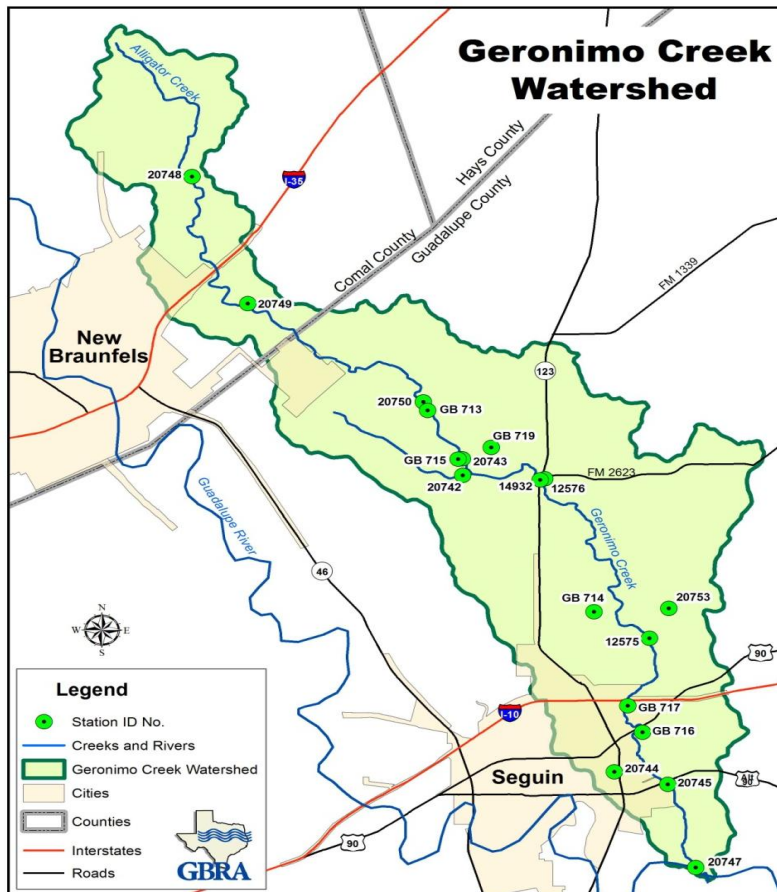 Geronimo Creek
Watershed
Alligator Creek
20748
I-35
Hays County
Guadalupe County
Comal County
FM 1339
20749
New
Braunfels
123
20750
GB 713
GB 719
GB 715
20743
20742
14932
12576
FM 2623
Guadalupe River
Geronimo Creek
46
GB 714
20753
12575
90
N
W
E
S
I-10
GB 717
GB 716
Seguin
20744
20745
Alt
90
90
20747
Legend
Station ID No.
Creeks and Rivers
Geronimo Creek Watershed
Cities
Counties
Interstates
Roads
GBRA